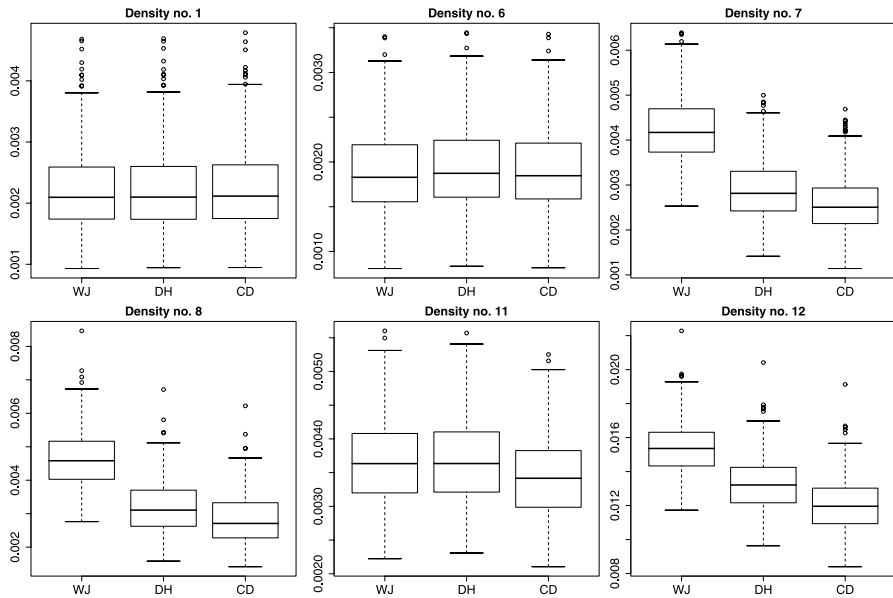 Density no. 1
0.004
0.003
0.002
0.001
WJ DH CD
Density no. 6
0.0030
0.0020
0.0010
WJ DH CD
Density no. 7
0.006
0.005
0.004
0.003
0.002
0.001
WJ DH CD
Density no. 8
0.008
0.006
0.004
0.002
WJ DH CD
Density no. 11
0.0050
0.0040
0.0030
0.0020
WJ DH CD
Density no. 12
0.020
0.016
0.012
0.008
WJ DH CD